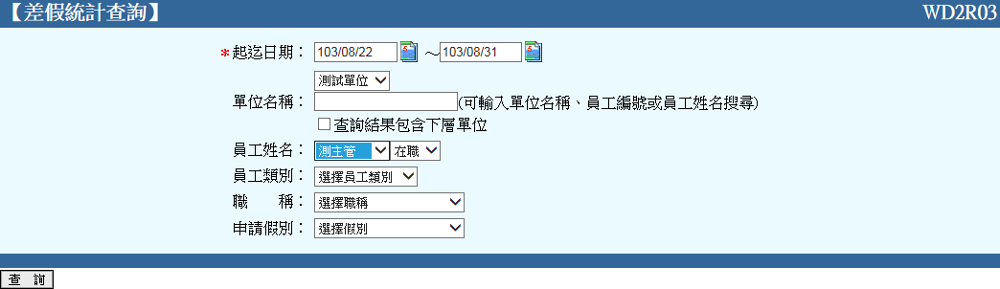 【差假統計查詢】 WD2R03
*起迄日期： 103/08/22 ～ 103/08/31
測試單位
單位名稱： (可輸入單位名稱、員工編號或員工姓名搜尋)
查詢結果包含下層單位
員工姓名： 測主管 在職
員工類別： 選擇員工類別
職　　稱： 選擇職稱
申請假別： 選擇假別
查　詢